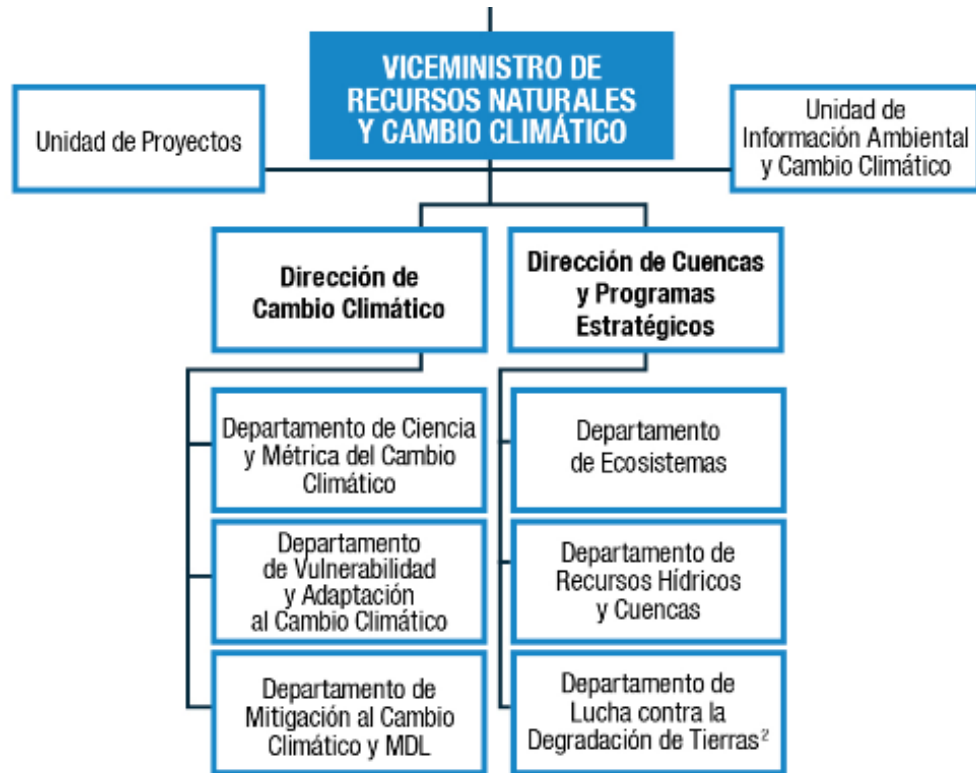 VICEMINISTRO DE
RECURSOS NATURALES
Y CAMBIO CLIMÁTICO
Unidad de Proyectos
Unidad de
Información Ambiental
y Cambio Climático
Dirección de
Cambio Climático
Dirección de Cuencas
y Programas
Estratégicos
Departamento de Ciencia
y Métrica del Cambio
Climático
Departamento
de Vulnerabilidad
y Adaptación
al Cambio Climático
Departamento de
Mitigación al Cambio
Climático y MDL
Departamento
de Ecosistemas
Departamento de
Recursos Hídricos
y Cuencas
Departamento de
Lucha contra la
Degradación de Tierras²